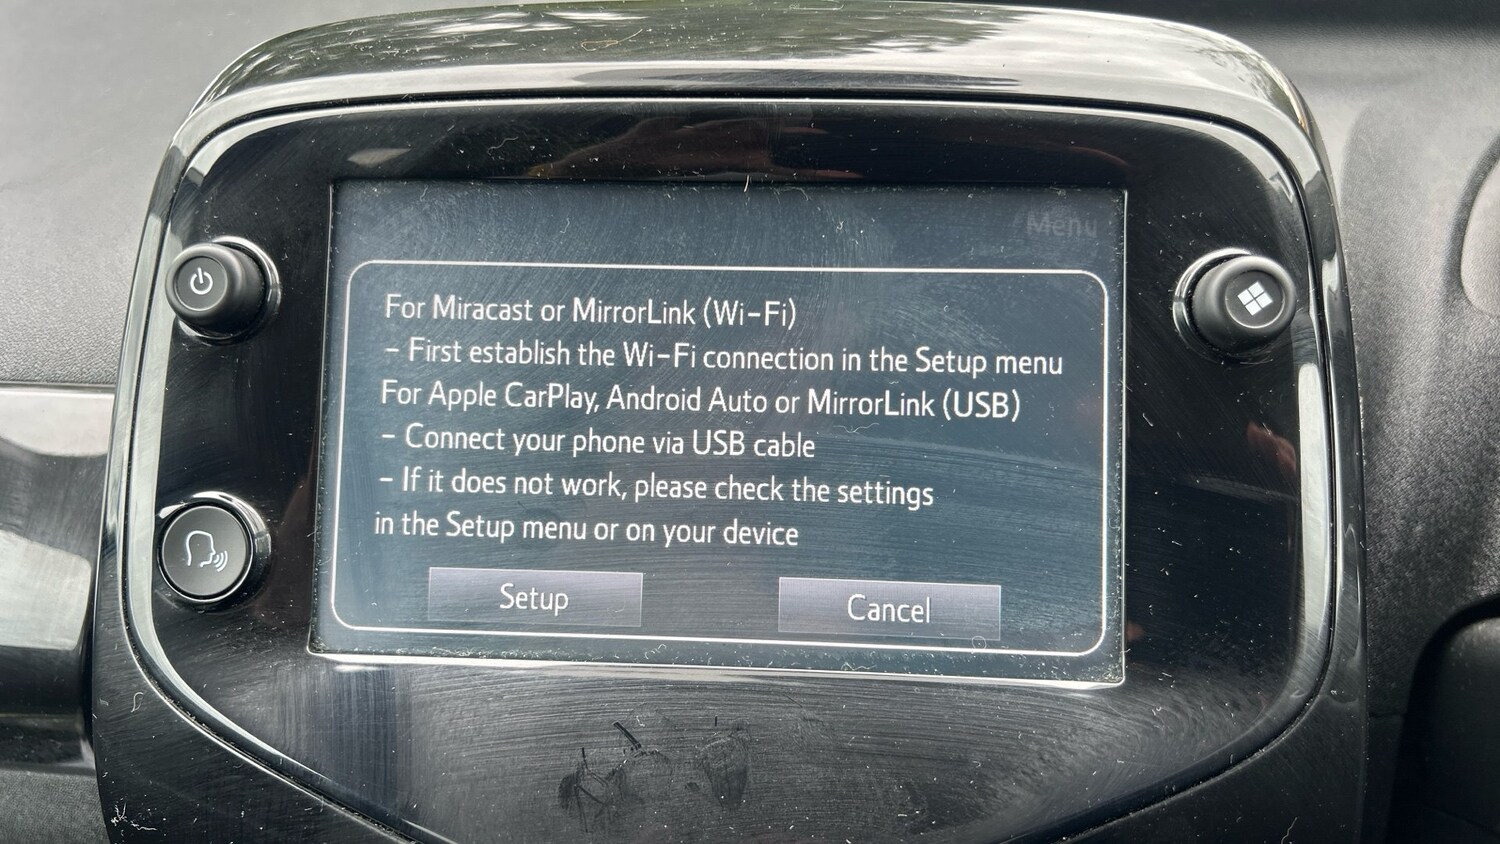 Menu
For Miracast or MirrorLink (Wi-Fi)
- First establish the Wi-Fi connection in the Setup menu
For Apple CarPlay, Android Auto or MirrorLink (USB)
- Connect your phone via USB cable
- If it does not work, please check the settings
in the Setup menu or on your device
Setup
Cancel